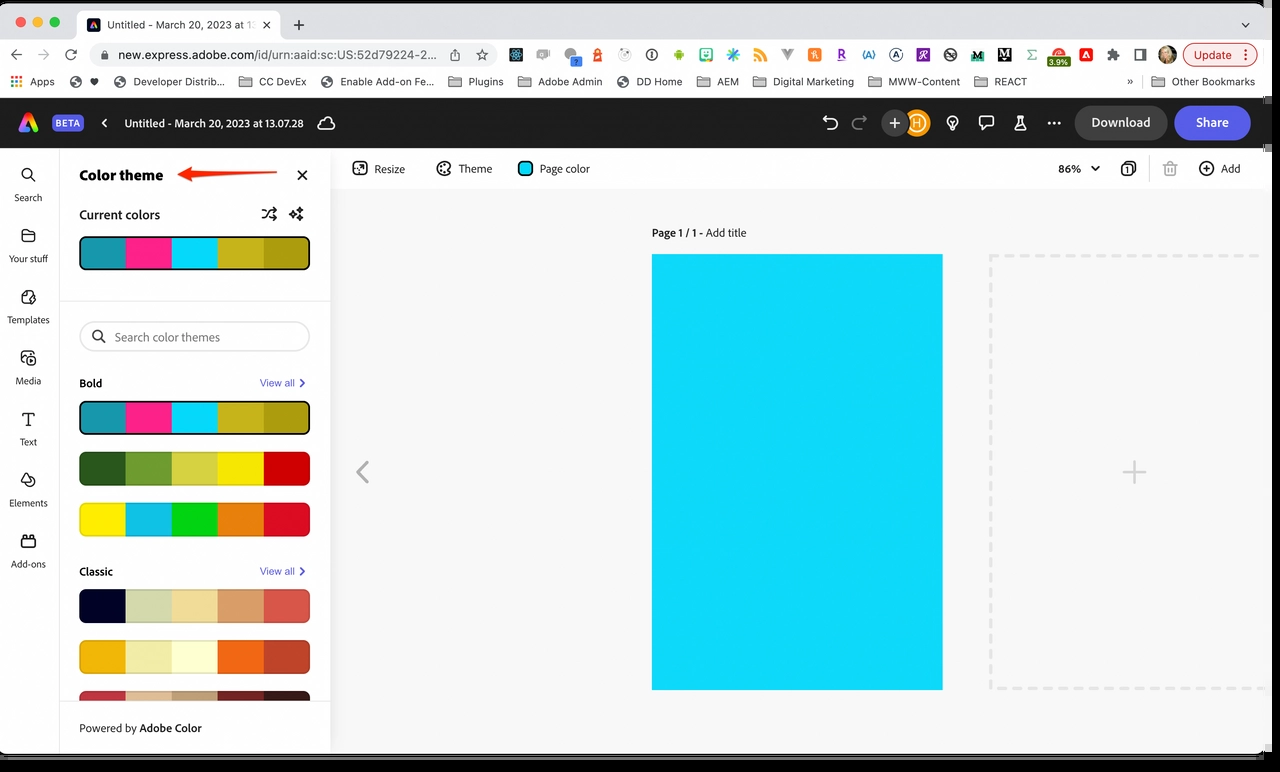 Untitled - March 20, 2023 at 1
new.express.adobe.com/id/urn:aaid:sc:US:52d79224-2...
3.9%
Update
Apps
Developer Distrib...
CC DevEx
Enable Add-on Fe...
Plugins
Adobe Admin
DD Home
AEM
Digital Marketing
MWW-Content
REACT
Other Bookmarks
BETA
Untitled - March 20, 2023 at 13.07.28
Download
Share
Search
Your stuff
Templates
Media
Text
Elements
Add-ons
Color theme
Current colors
Search color themes
Bold
View all
Classic
View all
Powered by Adobe Color
Resize
Theme
Page color
86%
1
Add
Page 1 / 1 - Add title